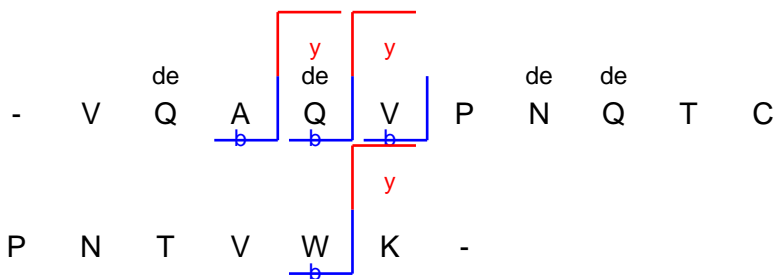 y y
de de de de
- V Q A Q V P N Q T C
b b b
y
P N T V W K -
b